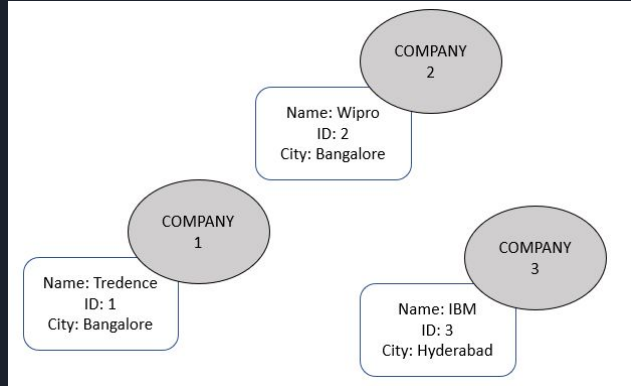 COMPANY
2
Name: Wipro
ID: 2
City: Bangalore
COMPANY
1
Name: Tredence
ID: 1
City: Bangalore
COMPANY
3
Name: IBM
ID: 3
City: Hyderabad